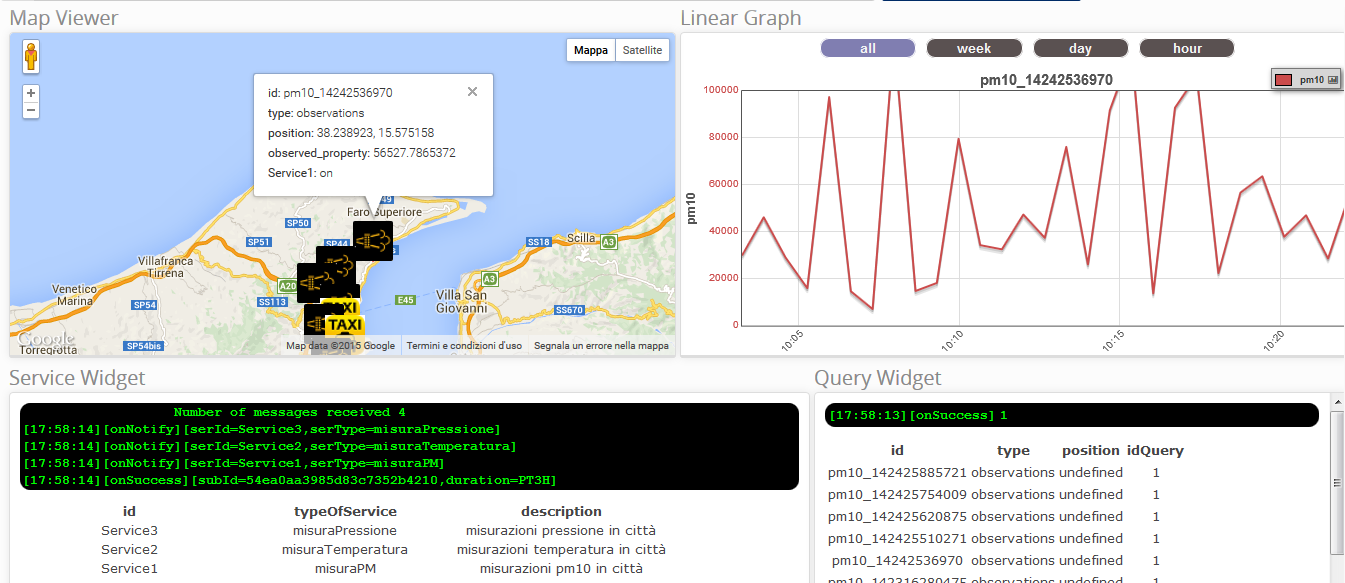 Map Viewer
Mappa
Satellite
+
−
id: pm10_14242536970
type: observations
position: 38.238923, 15.575158
observed_property: 56527.7865372
Service1: on
Faro Superiore
SP50
SP51
SP44
Villafranca
Tirrena
A20
SS113
Venetico
Marina
SP54
SP54bis
Torregrotta
Google
TAXI
E45
SS18
Scilla
A3
A3
Villa San
Giovanni
SS670
Map data ©2015 Google
Termini e condizioni d'uso
Segnala un errore nella mappa
Linear Graph
all
week
day
hour
pm10_14242536970
pm10
100000
80000
60000
40000
20000
0
pm10
10:05
10:10
10:15
10:20
Service Widget
Number of messages received 4
[17:58:14][onNotify][serId=Service3,serType=misuraPressione]
[17:58:14][onNotify][serId=Service2,serType=misuraTemperatura]
[17:58:14][onNotify][serId=Service1,serType=misuraPM]
[17:58:14][onSuccess][subId=54ea0aa3985d83c7352b4210,duration=PT3H]
id typeOfService description
Service3 misuraPressione misurazioni pressione in città
Service2 misuraTemperatura misurazioni temperatura in città
Service1 misuraPM misurazioni pm10 in città
Query Widget
[17:58:13][onSuccess] 1
id type position idQuery
pm10_142425885721 observations undefined 1
pm10_142425754009 observations undefined 1
pm10_142425620875 observations undefined 1
pm10_142425510271 observations undefined 1
pm10_14242536970 observations undefined 1
pm10_142316280475 observations undefined 1